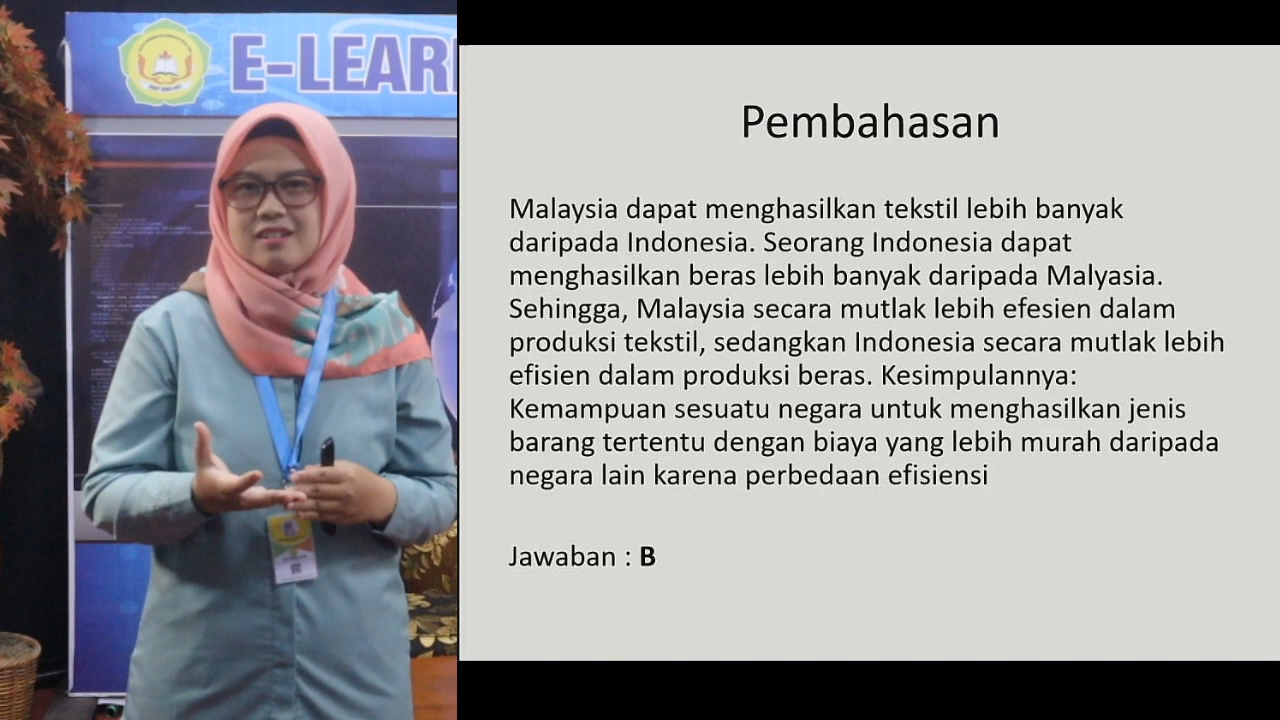 E-LEAR
Pembahasan
Malaysia dapat menghasilkan tekstil lebih banyak
daripada Indonesia. Seorang Indonesia dapat
menghasilkan beras lebih banyak daripada Malyasia.
Sehingga, Malaysia secara mutlak lebih efesien dalam
produksi tekstil, sedangkan Indonesia secara mutlak lebih
efisien dalam produksi beras. Kesimpulannya:
Kemampuan sesuatu negara untuk menghasilkan jenis
barang tertentu dengan biaya yang lebih murah daripada
negara lain karena perbedaan efisiensi
Jawaban : B